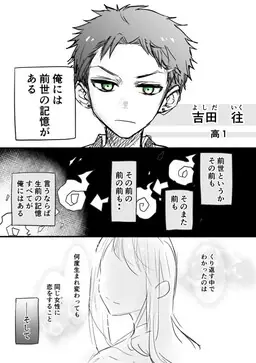 俺には
前世の記憶が
ある
よしだ いく
吉田 往
高1
前世というか
その前も
そのまた
前も
その前の
前の前も・・
言うならば
生前の記憶
すべてが
俺にはある
くり返す中で
わかったのは
何度生まれ変わっても
同じ女性に
恋をすること
そして